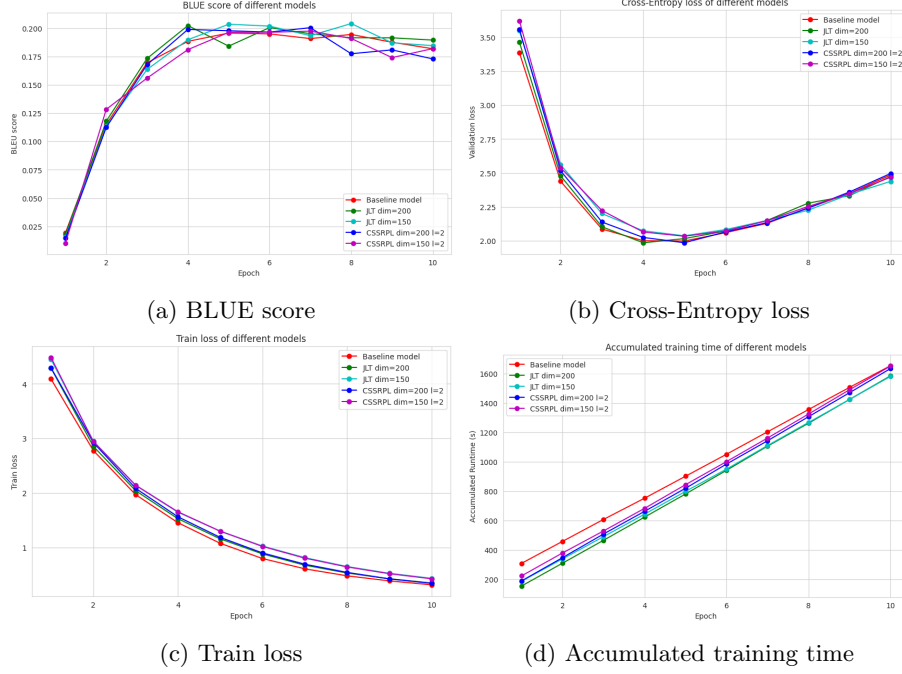 BLUE score of different models
BLEU score
0.200
0.175
0.150
0.125
0.100
0.075
0.050
0.025
Baseline model
JLT dim=200
JLT dim=150
CSSRPL dim=200 l=2
CSSRPL dim=150 l=2
2 4 6 8 10
Epoch
(a) BLUE score
Cross-Entropy loss of different models
Validation loss
3.50
3.25
3.00
2.75
2.50
2.25
2.00
Baseline model
JLT dim=200
JLT dim=150
CSSRPL dim=200 l=2
CSSRPL dim=150 l=2
2 4 6 8 10
Epoch
(b) Cross-Entropy loss
Train loss of different models
Train loss
4
3
2
1
Baseline model
JLT dim=200
JLT dim=150
CSSRPL dim=200 l=2
CSSRPL dim=150 l=2
2 4 6 8 10
Epoch
(c) Train loss
Accumulated training time of different models
Accumulated Runtime (s)
1600
1400
1200
1000
800
600
400
200
Baseline model
JLT dim=200
JLT dim=150
CSSRPL dim=200 l=2
CSSRPL dim=150 l=2
2 4 6 8 10
Epoch
(d) Accumulated training time